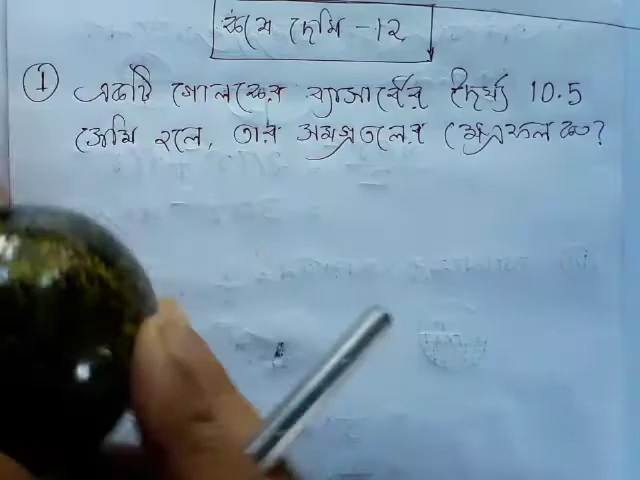 কষে দেখি - 12
① একটি গোলকের ব্যাসার্ধের দৈর্ঘ্য 10.5
সেমি হলে, তার সমগ্রতলের ক্ষেত্রফল কত?